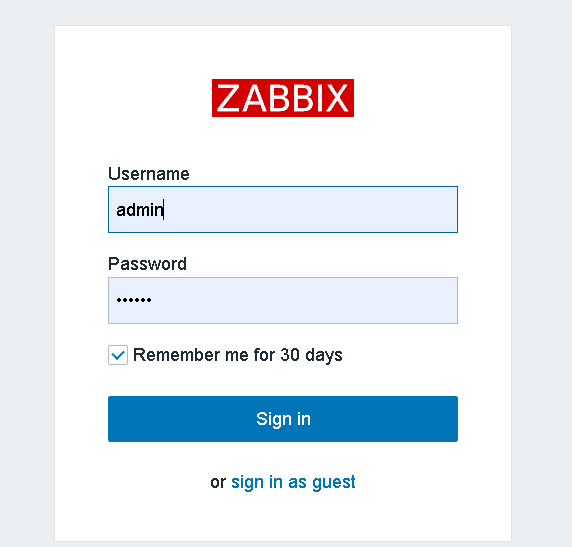 ZABBIX
Username
admin
Password
••••••
Remember me for 30 days
Sign in
or sign in as guest